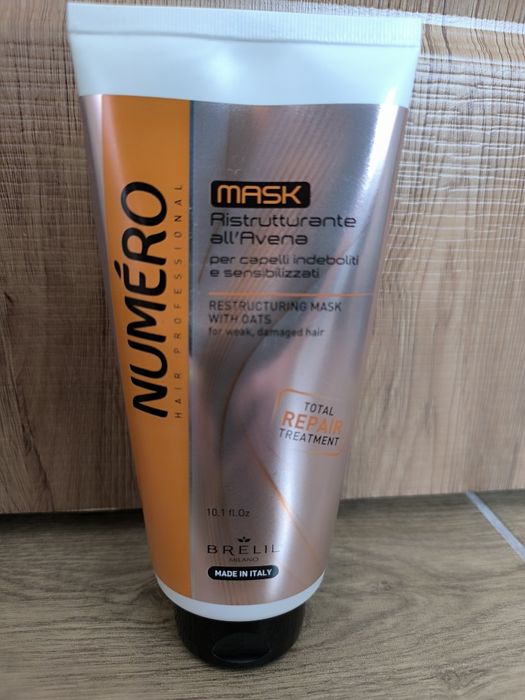 NUMÉRO
HAIR PROFESSIONAL
MASK
Ristrutturante
all'Avena
per capelli indeboliti
e sensibilizzati
RESTRUCTURING MASK
WITH OATS
for weak, damaged hair
TOTAL
REPAIR
TREATMENT
10.1 fl.Oz
BRELIL
MILANO
MADE IN ITALY